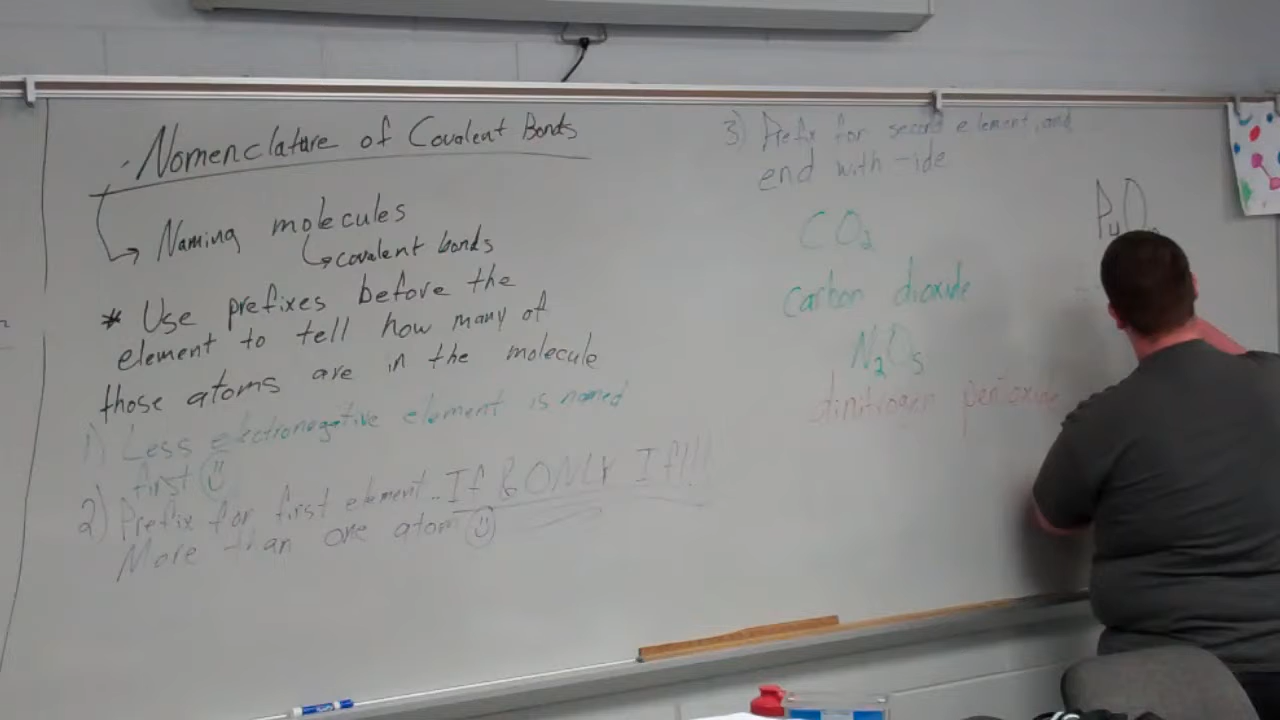 Nomenclature of Covalent Bonds
Naming molecules
covalent bonds
* Use prefixes before the
element to tell how many of
those atoms are in the molecule
1) Less electronegative element is named
first
2) Prefix for first element.. If & ONLY If!!!
More than one atom
3) Prefix for second element, and
end with -ide
CO2
carbon dioxide
N2O5
dinitrogen pentoxide
P4O